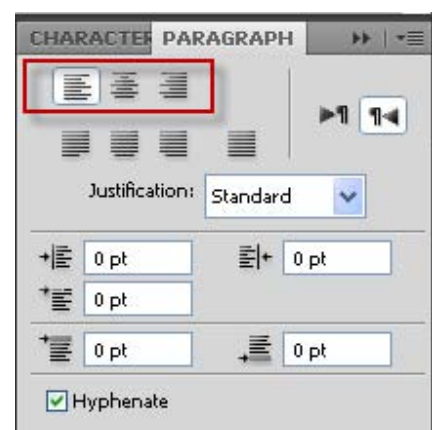 CHARACTER PARAGRAPH
Justification: Standard
0 pt 0 pt
0 pt
0 pt 0 pt
Hyphenate